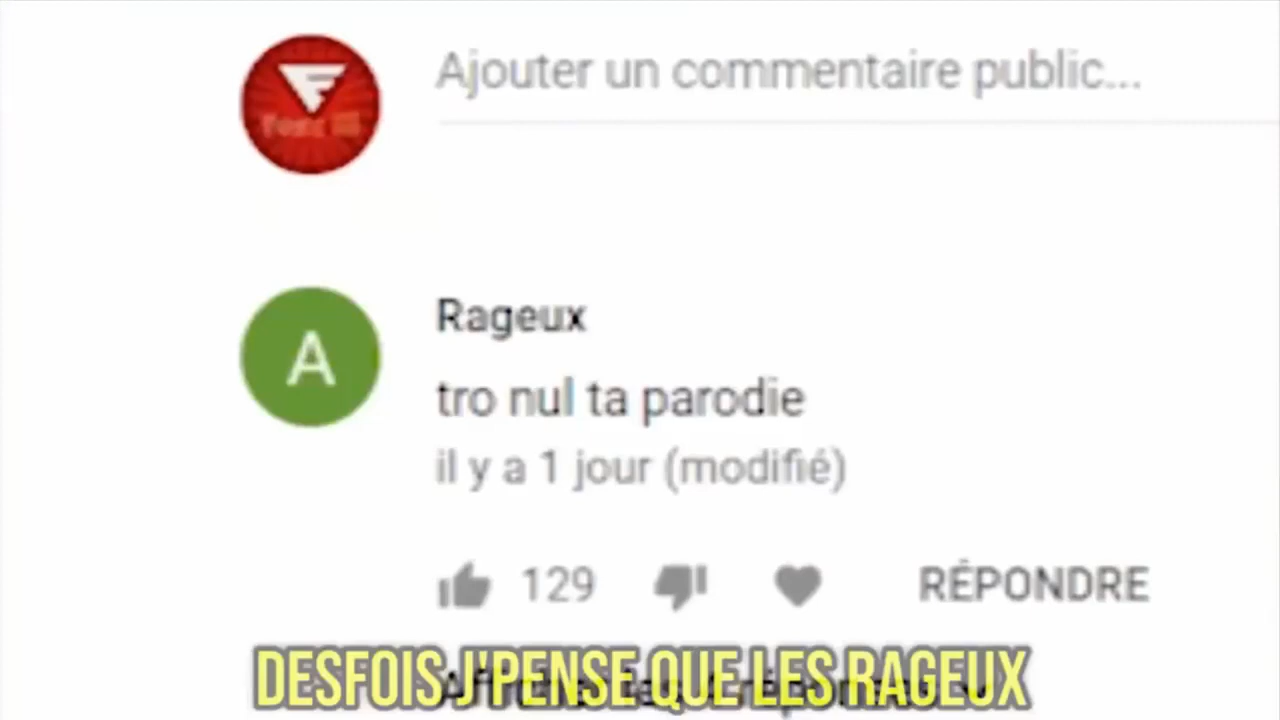 Ajouter un commentaire public...
A
Rageux
tro nul ta parodie
il y a 1 jour (modifié)
129
RÉPONDRE
DESFOIS J'PENSE QUE LES RAGEUX